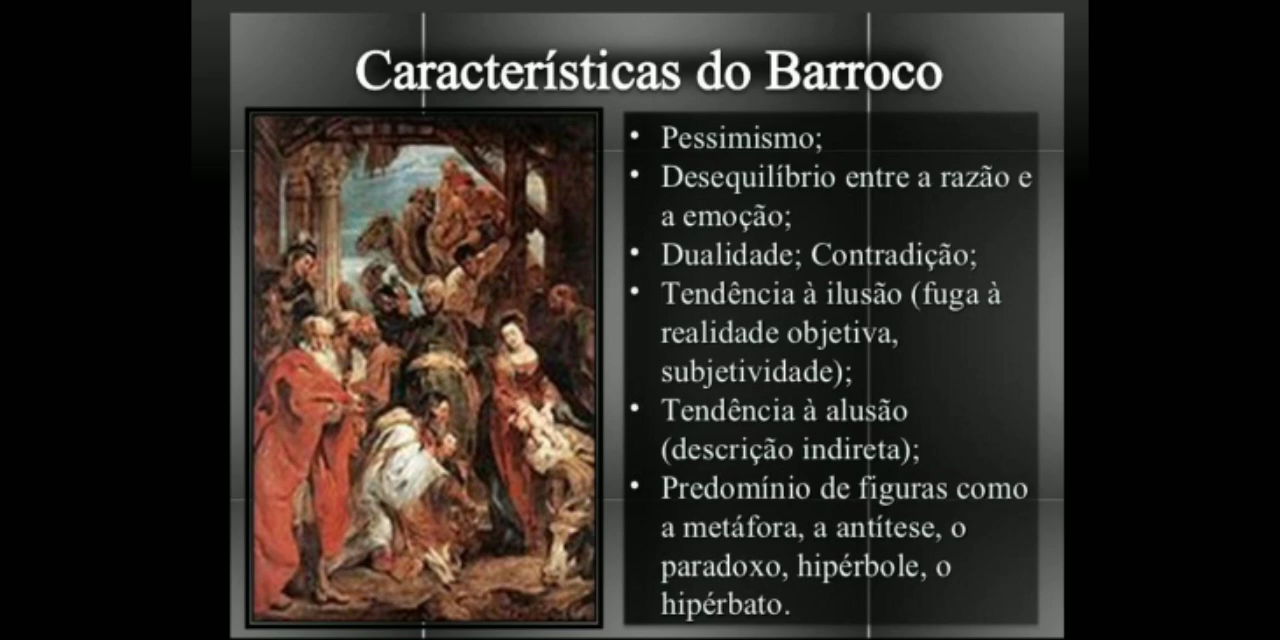 Características do Barroco
• Pessimismo;
• Desequilíbrio entre a razão e
a emoção;
• Dualidade; Contradição;
• Tendência à ilusão (fuga à
realidade objetiva,
subjetividade);
• Tendência à alusão
(descrição indireta);
• Predomínio de figuras como
a metáfora, a antítese, o
paradoxo, hipérbole, o
hipérbato.